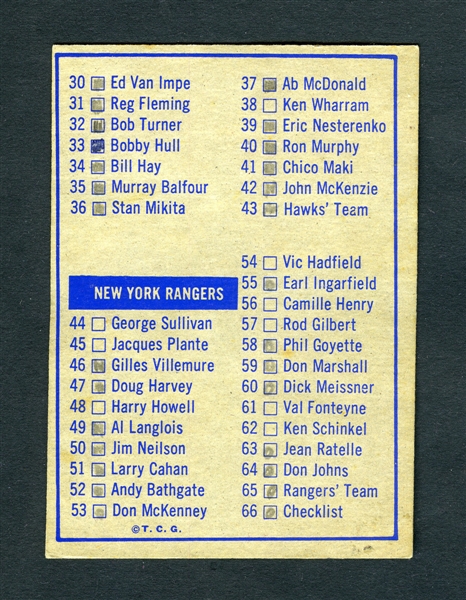 30 Ed Van Impe
31 Reg Fleming
32 Bob Turner
33 Bobby Hull
34 Bill Hay
35 Murray Balfour
36 Stan Mikita
37 Ab McDonald
38 Ken Wharram
39 Eric Nesterenko
40 Ron Murphy
41 Chico Maki
42 John McKenzie
43 Hawks' Team
NEW YORK RANGERS
44 George Sullivan
45 Jacques Plante
46 Gilles Villemure
47 Doug Harvey
48 Harry Howell
49 Al Langlois
50 Jim Neilson
51 Larry Cahan
52 Andy Bathgate
53 Don McKenney
54 Vic Hadfield
55 Earl Ingarfield
56 Camille Henry
57 Rod Gilbert
58 Phil Goyette
59 Don Marshall
60 Dick Meissner
61 Val Fonteyne
62 Ken Schinkel
63 Jean Ratelle
64 Don Johns
65 Rangers' Team
66 Checklist
©T.C.G.